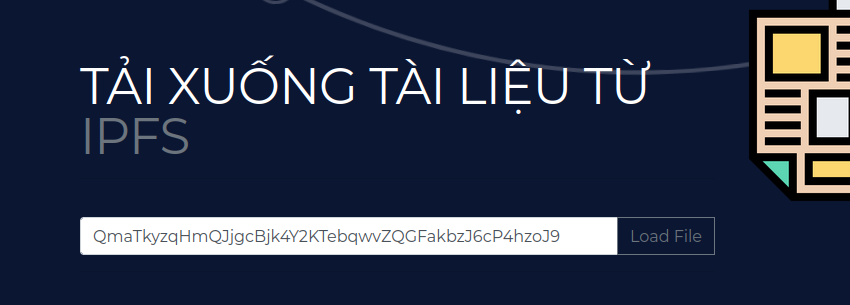 TẢI XUỐNG TÀI LIỆU TỪ
IPFS
QmaTkyzqHmQJjgcBjk4Y2KTebqwvZQGFakbzJ6cP4hzoJ9
Load File